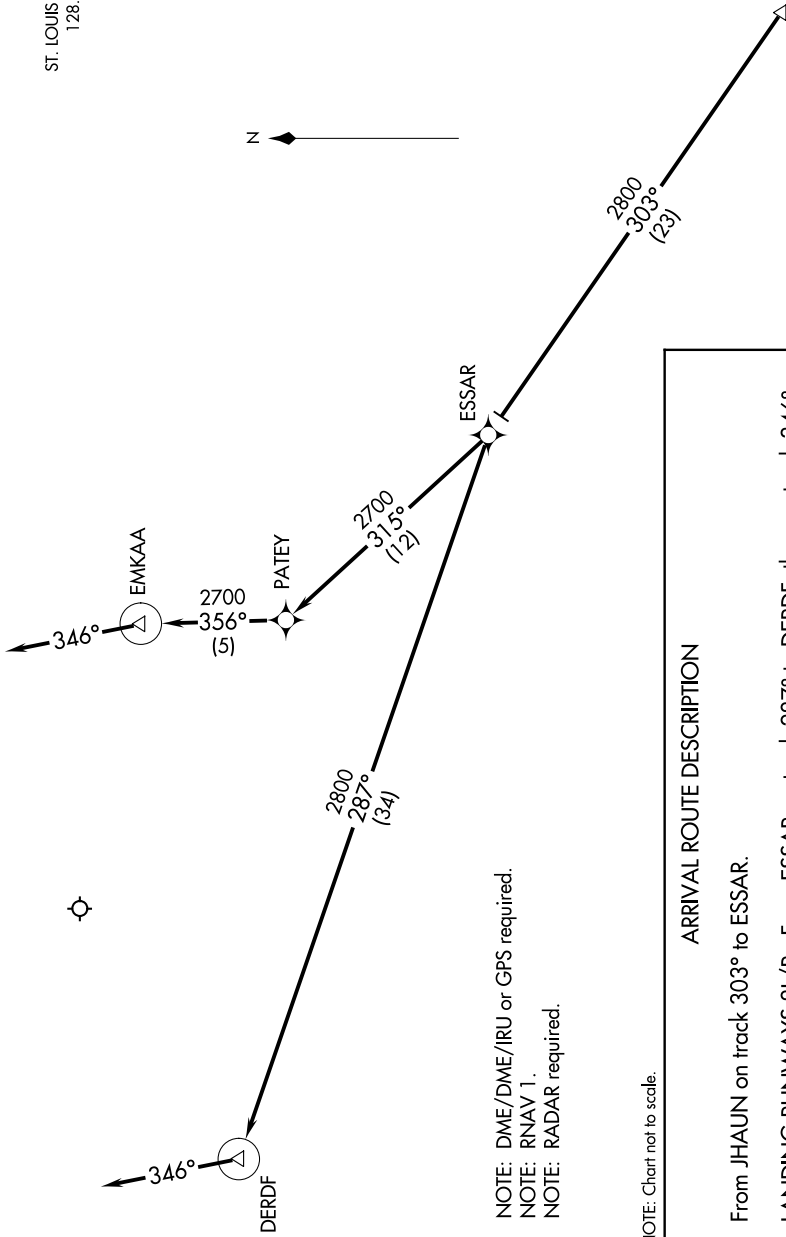 ST. LOUIS
128.
N
346°
EMKAA
2700
356°
(5)
PATEY
2700
315°
(12)
ESSAR
2800
303°
(23)
2800
287°
(34)
346°
DERDF
NOTE: DME/DME/IRU or GPS required.
NOTE: RNAV 1.
NOTE: RADAR required.
OTE: Chart not to scale.
ARRIVAL ROUTE DESCRIPTION
From JHAUN on track 303° to ESSAR.